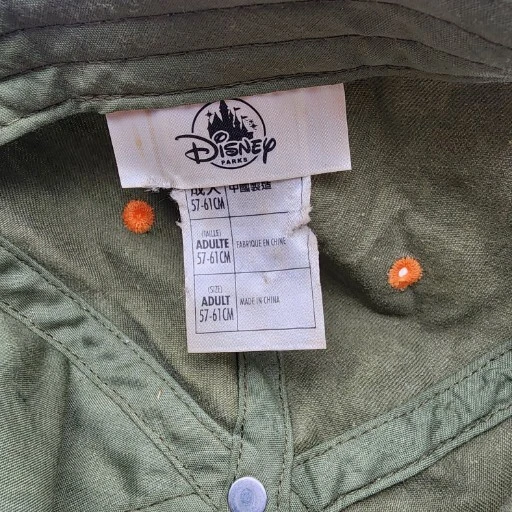 Disney
PARKS
成人 中國製造
57-61CM
(TAILLE)
ADULTE FABRIQUE EN CHINE
57-61CM
(SIZE)
ADULT MADE IN CHINA
57-61CM